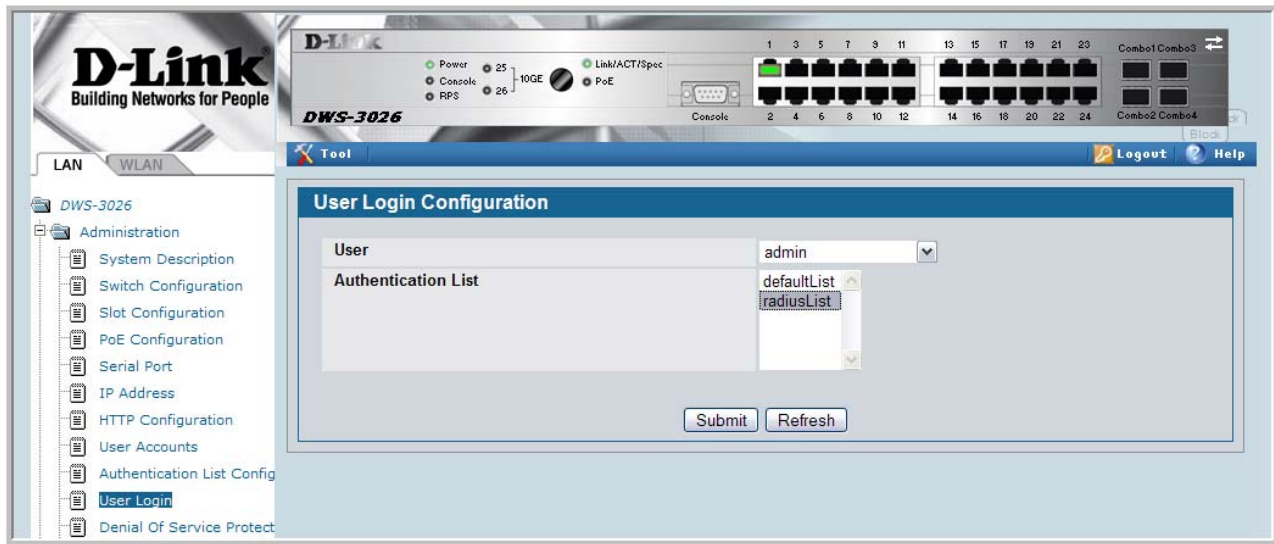 D-Link
Building Networks for People
D-Link
Power
Console
RPS
25
26
10GE
Link/ACT/Spec
PoE
Console
1 3 5 7 9 11 13 15 17 19 21 23
2 4 6 8 10 12 14 16 18 20 22 24
Combo1 Combo3
Combo2 Combo4
DWS-3026
Block
LAN
WLAN
Tool
Logout
Help
DWS-3026
Administration
System Description
Switch Configuration
Slot Configuration
PoE Configuration
Serial Port
IP Address
HTTP Configuration
User Accounts
Authentication List Config
User Login
Denial Of Service Protect
User Login Configuration
User
admin
Authentication List
defaultList
radiusList
Submit
Refresh